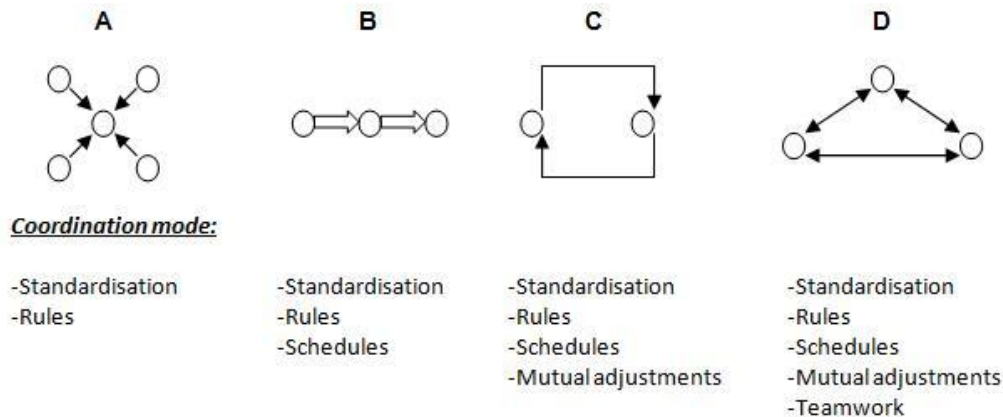 A B C D
Coordination mode:
-Standardisation -Standardisation -Standardisation -Standardisation
-Rules -Rules -Rules -Rules
-Schedules -Schedules -Schedules
-Mutual adjustments -Mutual adjustments
-Teamwork